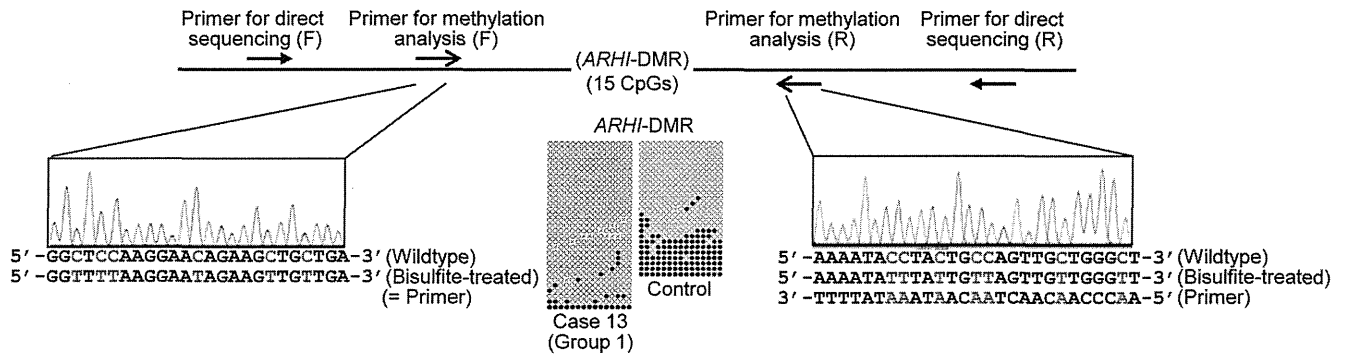 Primer for direct
sequencing (F)
Primer for methylation
analysis (F)
Primer for methylation
analysis (R)
Primer for direct
sequencing (R)
(ARHI-DMR)
(15 CpGs)
ARHI-DMR
5′-GGCTCCAAGGAACAGAAGCTGCTGA-3′ (Wildtype)
5′-GGTTTTAAGGAATAGAAGTTGTTGA-3′ (Bisulfite-treated)
(= Primer)
Case 13
(Group 1)
Control
5′-AAAATACCTACTGCCAGTTGCTGGGCT-3′ (Wildtype)
5′-AAAATATTTATTGTTAGTTGTTGGGTT-3′ (Bisulfite-treated)
3′-TTTTATAAATAACAATCAACAACCCAA-5′ (Primer)